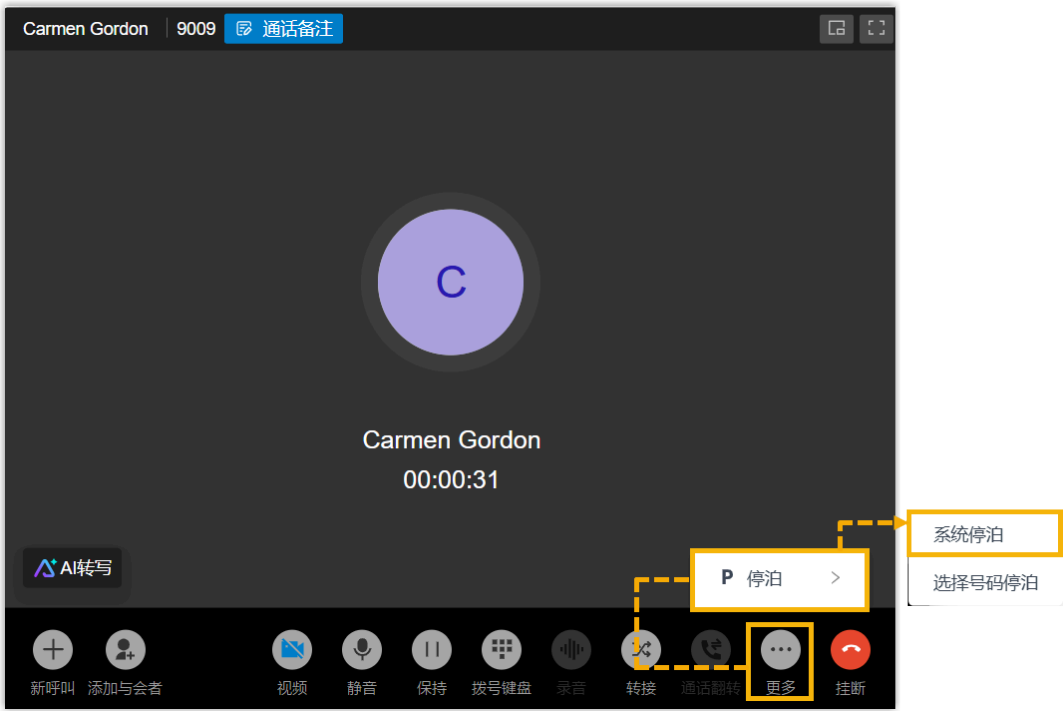 Carmen Gordon 9009 通话备注
C
Carmen Gordon
00:00:31
AI转写
P 停泊
系统停泊
选择号码停泊
新呼叫 添加与会者 视频 静音 保持 拨号键盘 录音 转接 通话翻转 更多 挂断